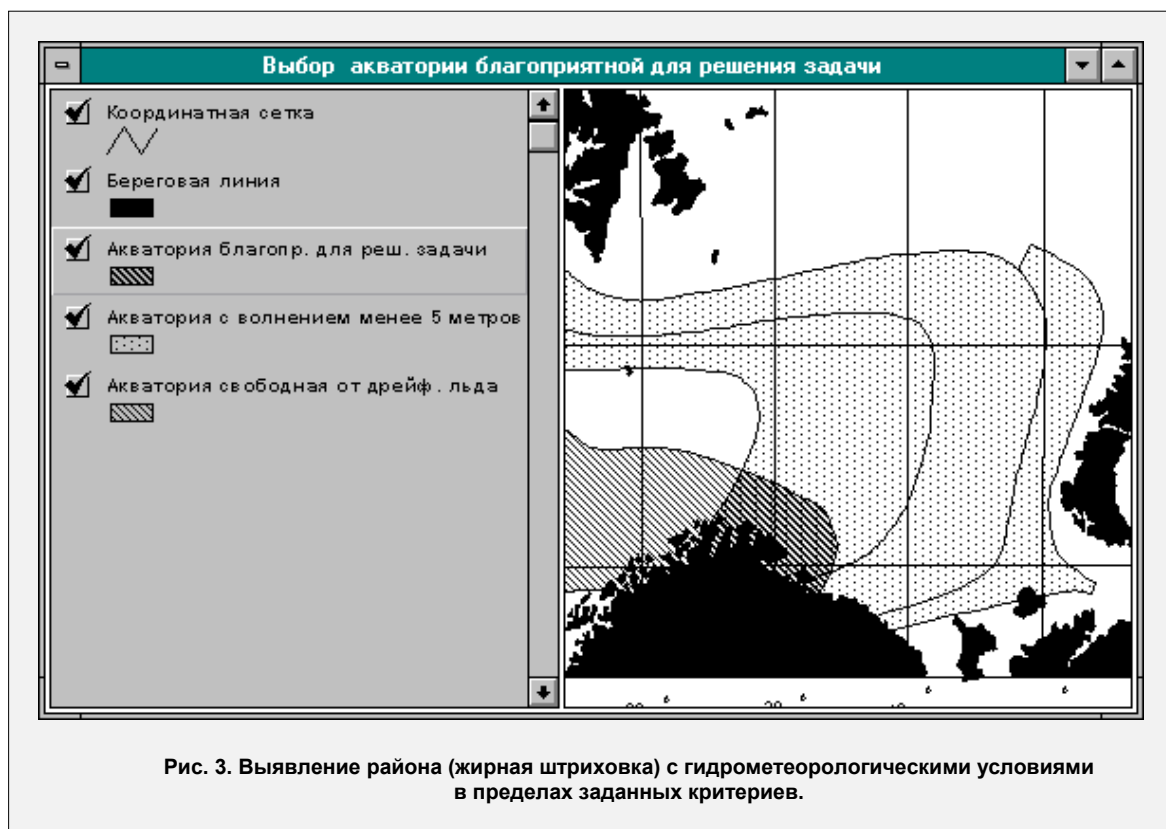 Выбор акватории благоприятной для решения задачи
Координатная сетка
Береговая линия
Акватория благопр. для реш. задачи
Акватория с волнением менее 5 метров
Акватория свободная от дрейф. льда
Рис. 3. Выявление района (жирная штриховка) с гидрометеорологическими условиями
в пределах заданных критериев.